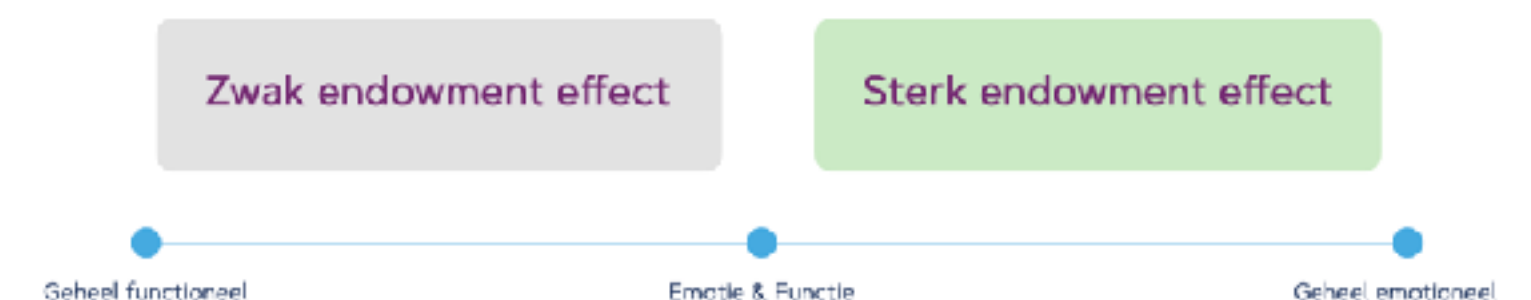 Zwak endowment effect
Sterk endowment effect
Geheel functioneel
Emotie & Functie
Geheel emotioneel